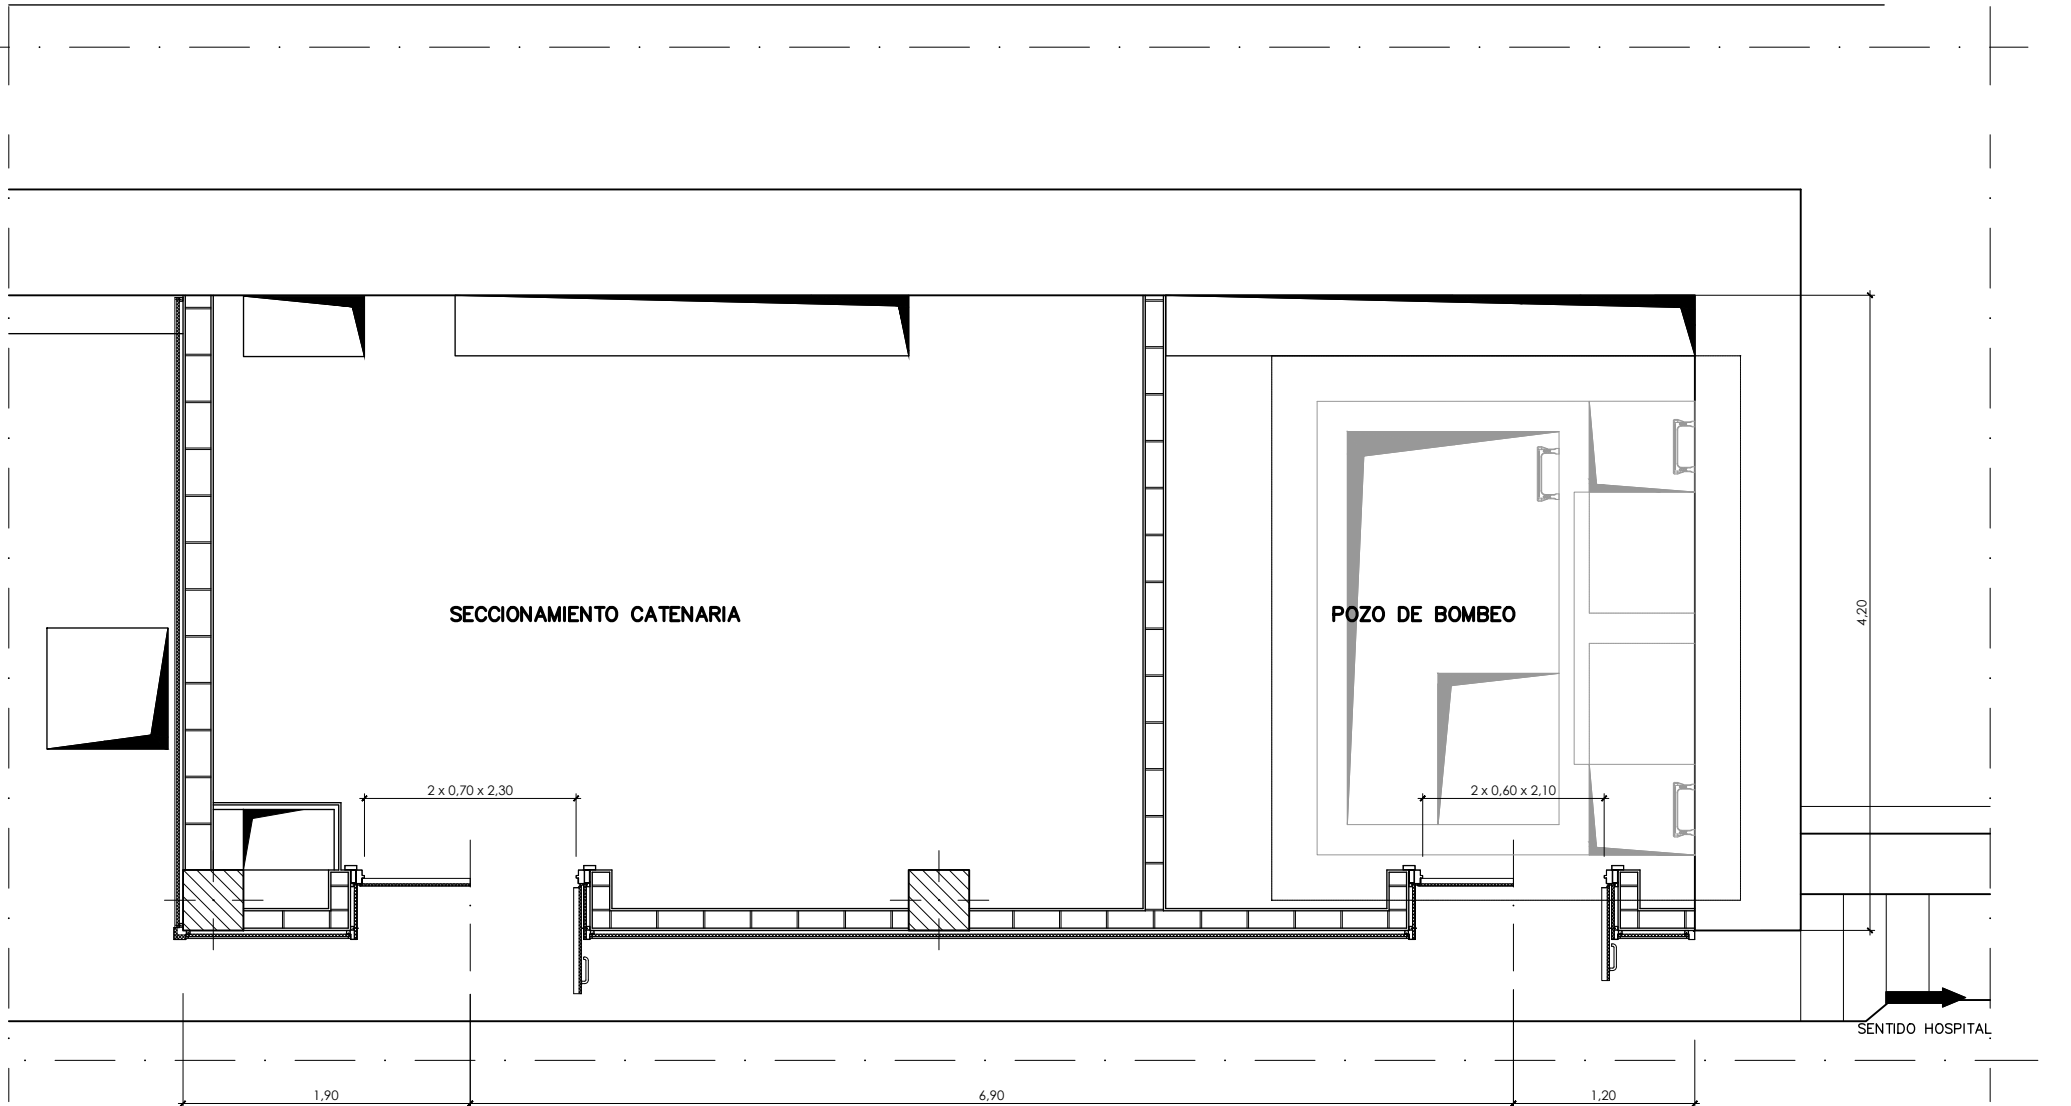 SECCIONAMIENTO CATENARIA
POZO DE BOMBEO
4,20
2 x 0,70 x 2,30
2 x 0,60 x 2,10
SENTIDO HOSPITAL
1,90
6,90
1,20